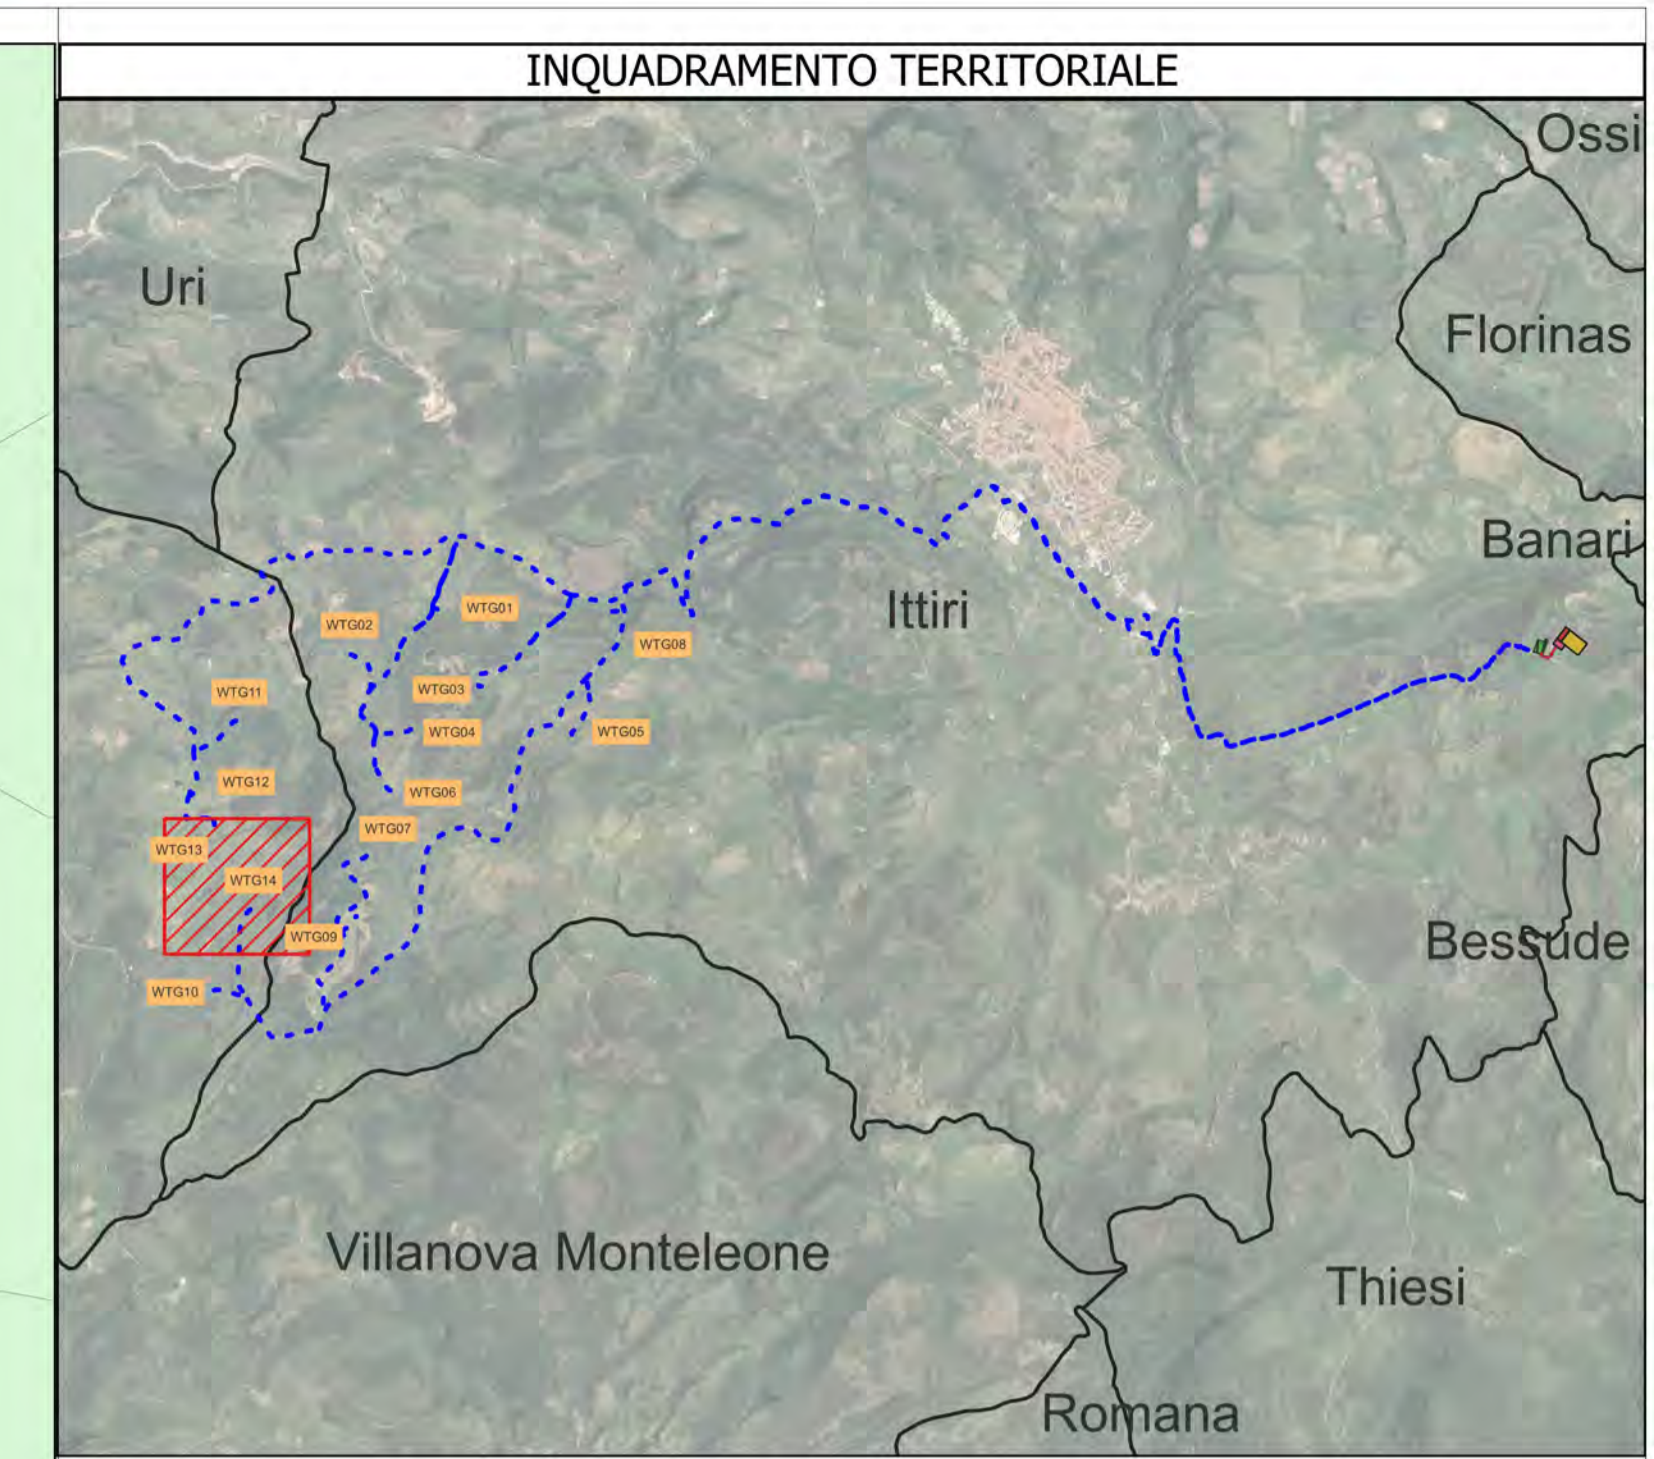 INQUADRAMENTO TERRITORIALE
Ossi
Uri
Florinas
Banari
WTG01
Ittiri
WTG02
WTG08
WTG03
WTG11
WTG04
WTG05
WTG12
WTG06
WTG07
WTG13
WTG14
WTG09
Bessude
WTG10
Villanova Monteleone
Thiesi
Romana